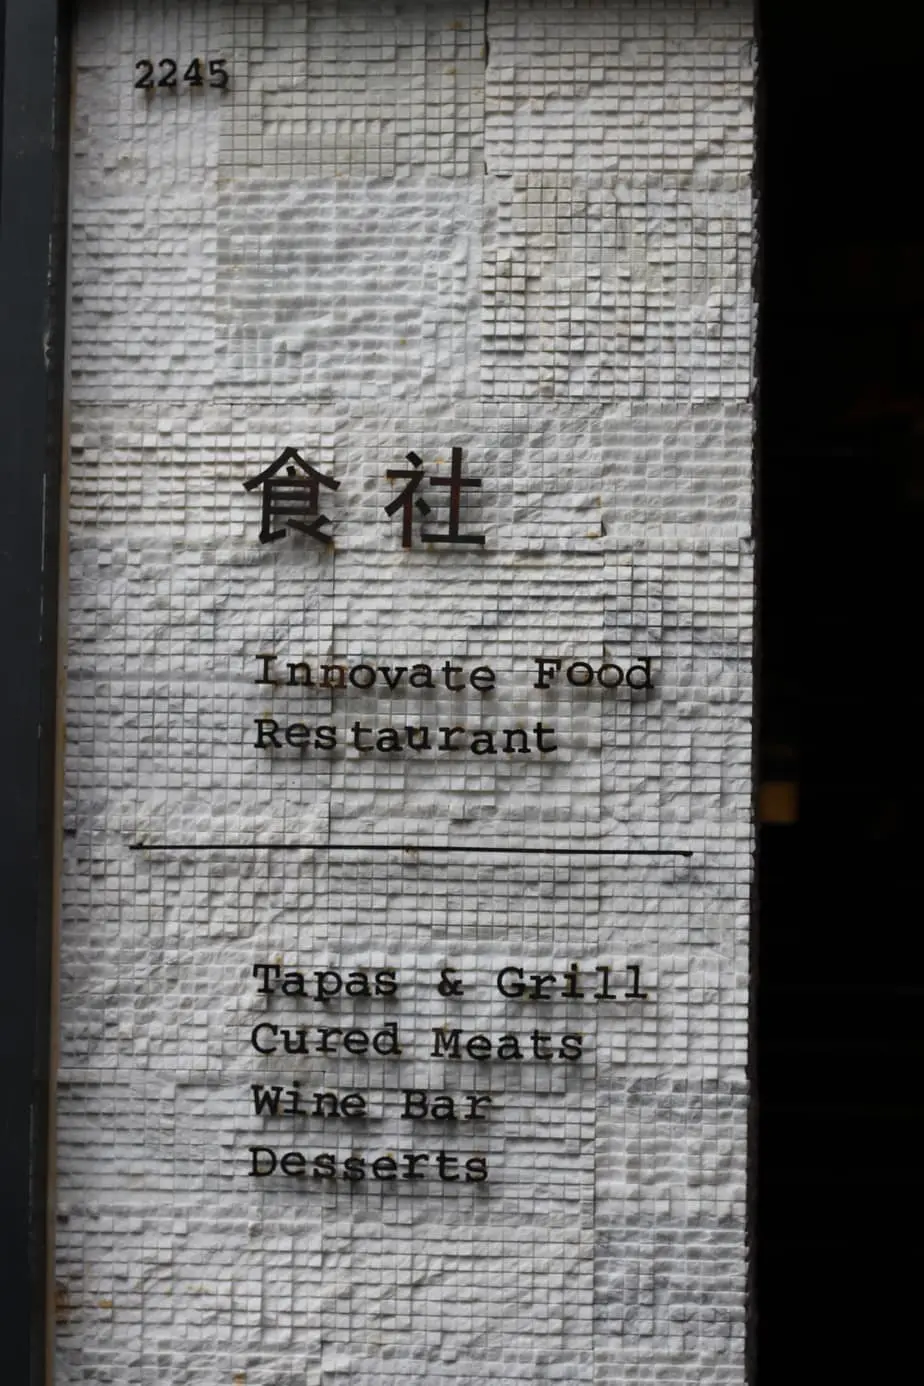 2245
食社
Innovate Food
Restaurant
Tapas & Grill
Cured Meats
Wine Bar
Desserts